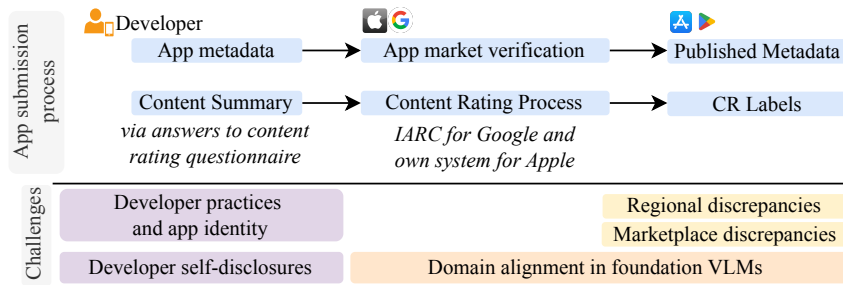 App submission
process
Developer
App metadata
App market verification
Published Metadata
Content Summary
Content Rating Process
CR Labels
via answers to content
rating questionnaire
IARC for Google and
own system for Apple
Challenges
Developer practices
and app identity
Regional discrepancies
Marketplace discrepancies
Developer self-disclosures
Domain alignment in foundation VLMs